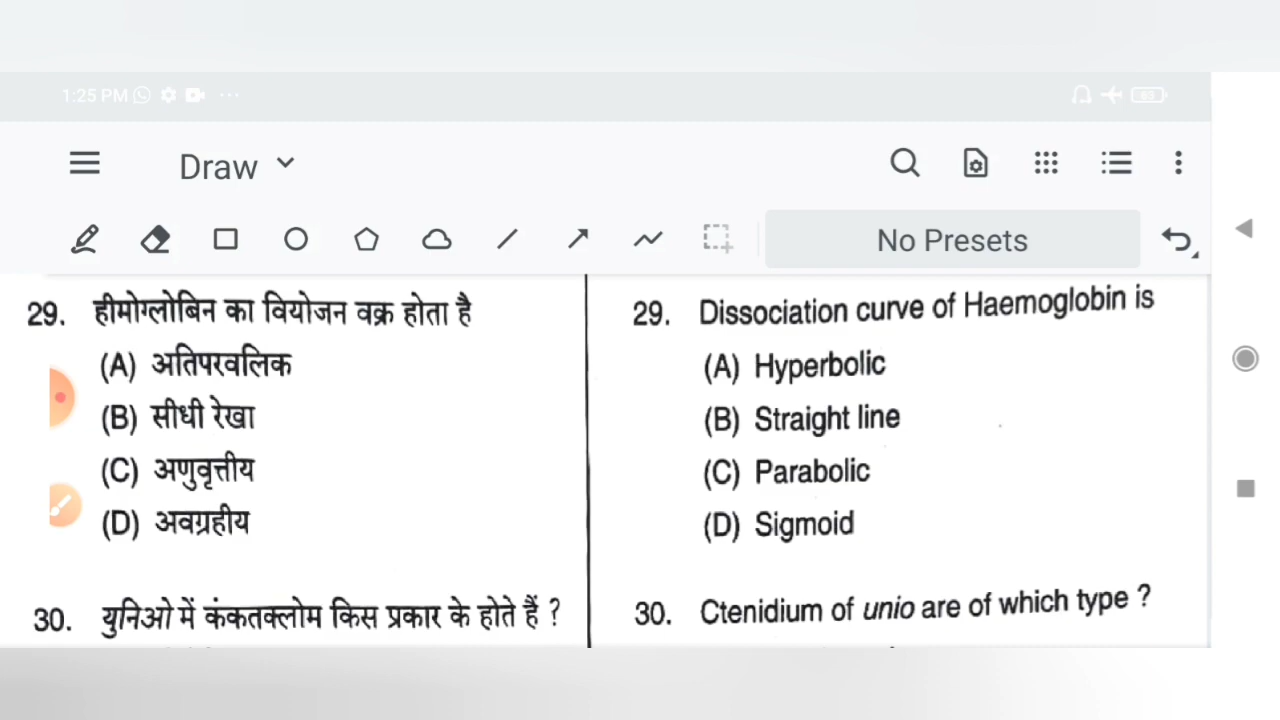 1:25 PM
63
Draw
No Presets
29. हीमोग्लोबिन का वियोजन वक्र होता है
(A) अतिपरवलिक
(B) सीधी रेखा
(C) अणुवृत्तीय
(D) अवग्रहीय
30. युनिओ में कंकतक्लोम किस प्रकार के होते हैं ?
29. Dissociation curve of Haemoglobin is
(A) Hyperbolic
(B) Straight line
(C) Parabolic
(D) Sigmoid
30. Ctenidium of unio are of which type ?